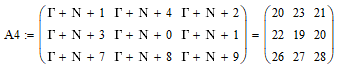 A4 := ( Γ + N + 1 Γ + N + 4 Γ + N + 2 ) = ( 20 23 21 )
( Γ + N + 3 Γ + N + 0 Γ + N + 1 ) ( 22 19 20 )
( Γ + N + 7 Γ + N + 8 Γ + N + 9 ) ( 26 27 28 )